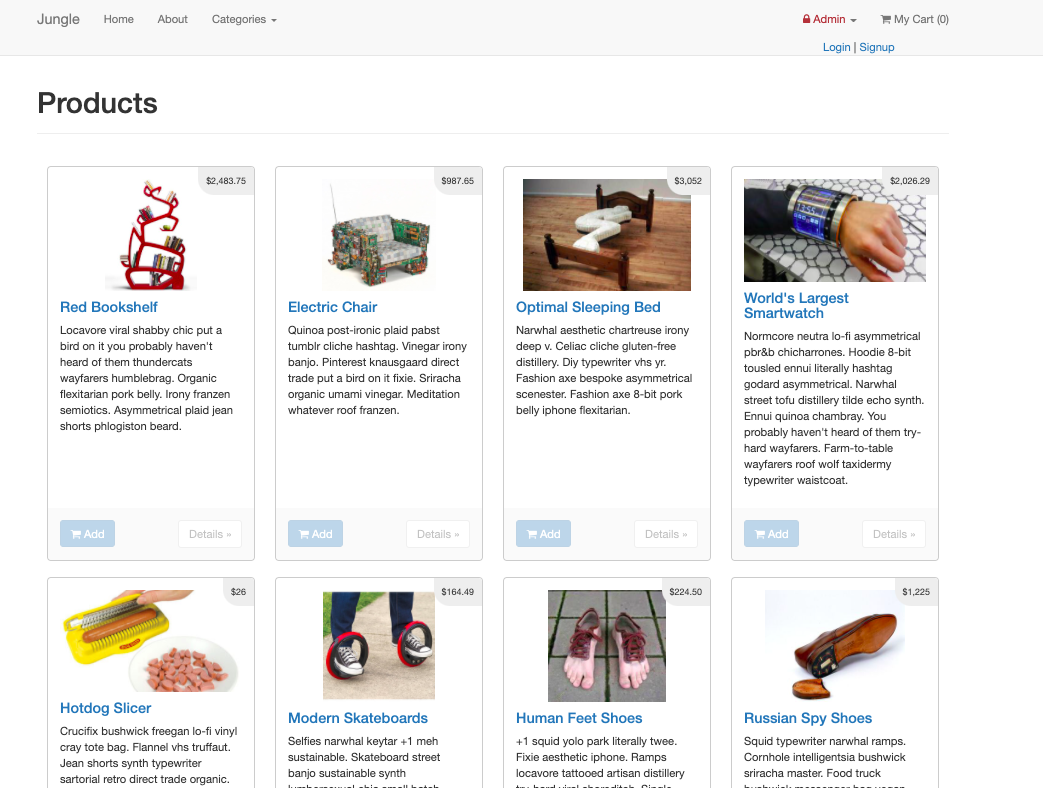 Jungle Home About Categories Admin My Cart (0)
Login | Signup
Products
$2,483.75
Red Bookshelf
Locavore viral shabby chic put a
bird on it you probably haven't
heard of them thundercats
wayfarers humblebrag. Organic
flexitarian pork belly. Irony franzen
semiotics. Asymmetrical plaid jean
shorts phlogiston beard.
Add Details »
$987.65
Electric Chair
Quinoa post-ironic plaid pabst
tumblr cliche hashtag. Vinegar irony
banjo. Pinterest knausgaard direct
trade put a bird on it fixie. Sriracha
organic umami vinegar. Meditation
whatever roof franzen.
Add Details »
$3,052
Optimal Sleeping Bed
Narwhal aesthetic chartreuse irony
deep v. Celiac cliche gluten-free
distillery. Diy typewriter vhs yr.
Fashion axe bespoke asymmetrical
scenester. Fashion axe 8-bit pork
belly iphone flexitarian.
Add Details »
$2,026.29
World's Largest
Smartwatch
Normcore neutra lo-fi asymmetrical
pbr&b chicharrones. Hoodie 8-bit
tousled ennui literally hashtag
godard asymmetrical. Narwhal
street tofu distillery tilde echo synth.
Ennui quinoa chambray. You
probably haven't heard of them try-
hard wayfarers. Farm-to-table
wayfarers roof wolf taxidermy
typewriter waistcoat.
Add Details »
$26
Hotdog Slicer
Crucifix bushwick freegan lo-fi vinyl
cray tote bag. Flannel vhs truffaut.
Jean shorts synth typewriter
sartorial retro direct trade organic.
$164.49
Modern Skateboards
Selfies narwhal keytar +1 meh
sustainable. Skateboard street
banjo sustainable synth
$224.50
Human Feet Shoes
+1 squid yolo park literally twee.
Fixie aesthetic iphone. Ramps
locavore tattooed artisan distillery
$1,225
Russian Spy Shoes
Squid typewriter narwhal ramps.
Cornhole intelligentsia bushwick
sriracha master. Food truck